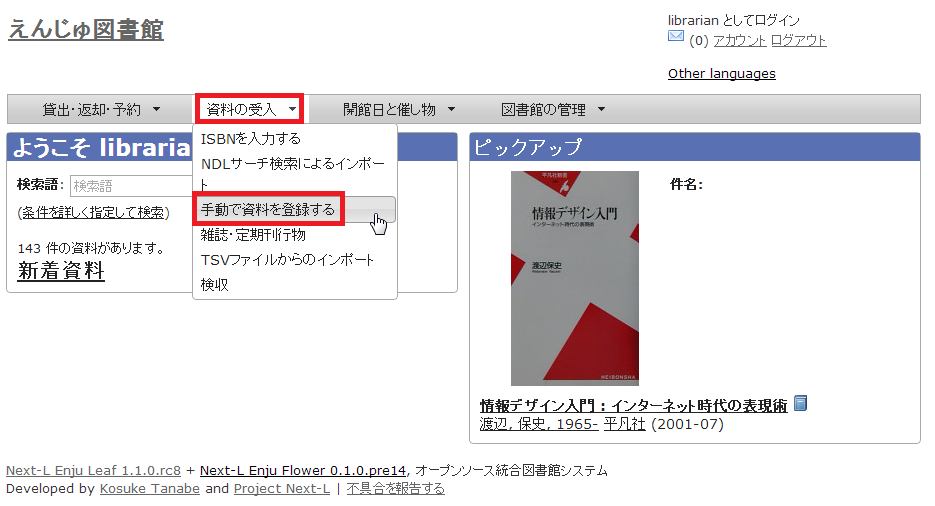 えんじゅ図書館
librarian としてログイン
(0) アカウント ログアウト
Other languages
貸出・返却・予約
資料の受入
開館日と催し物
図書館の管理
ようこそ libraria
検索語:
検索語
(条件を詳しく指定して検索)
143 件の資料があります。
新着資料
ISBNを入力する
NDLサーチ検索によるインポー
ト
手動で資料を登録する
雑誌・定期刊行物
TSVファイルからのインポート
検収
ピックアップ
平凡社新書
情報デザイン入門
インターネット時代の表現術
渡辺保史
HEIBONSHA
件名:
情報デザイン入門 : インターネット時代の表現術
渡辺, 保史, 1965- 平凡社 (2001-07)
Next-L Enju Leaf 1.1.0.rc8 + Next-L Enju Flower 0.1.0.pre14, オープンソース統合図書館システム
Developed by Kosuke Tanabe and Project Next-L | 不具合を報告する